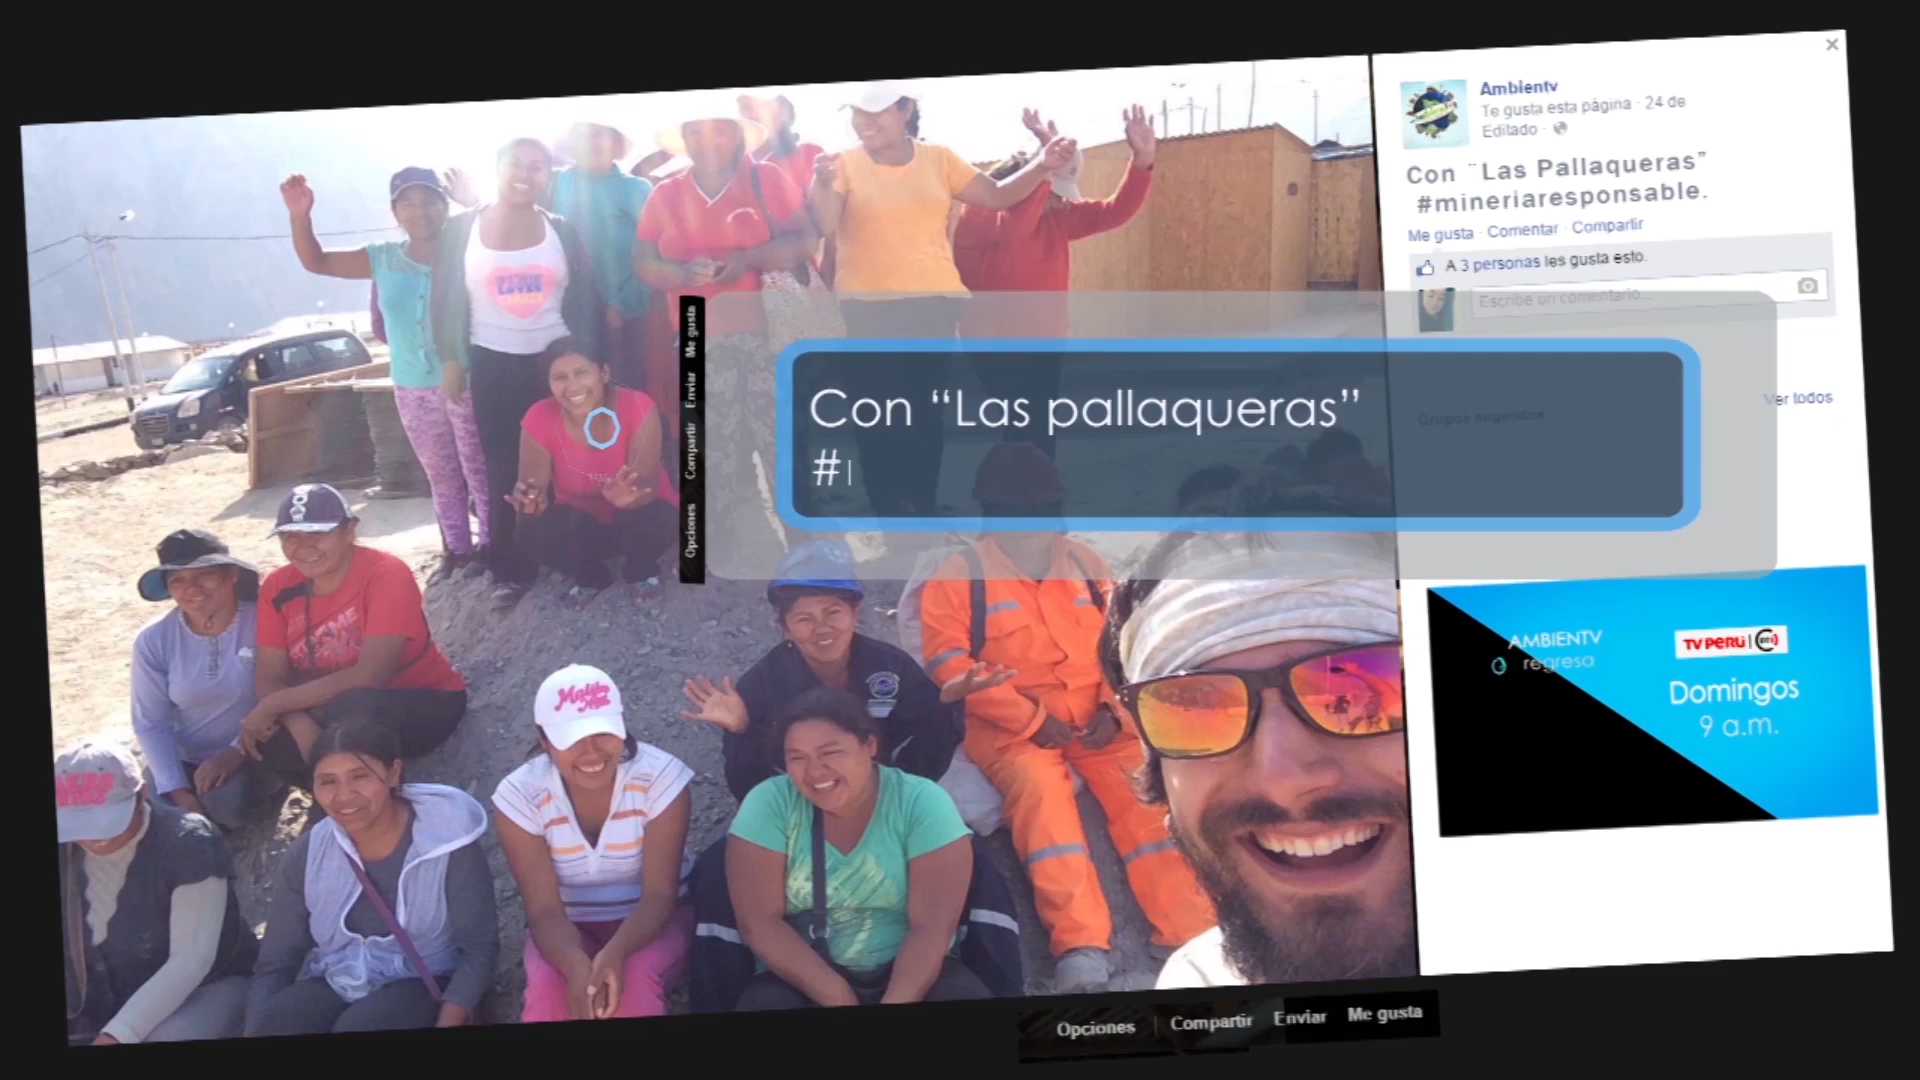 Ambientv
Te gusta esta página · 24 de
Editado ·
Con ¨Las Pallaqueras”
#mineriaresponsable.
Me gusta · Comentar · Compartir
A 3 personas les gusta esto.
Escribe un comentario...
Con “Las pallaqueras”
#
Grupos sugeridos
Ver todos
Opciones Compartir Enviar Me gusta
AMBIENTV
regresa
TV PERÚ
Domingos
9 a.m.
Opciones Compartir Enviar Me gusta